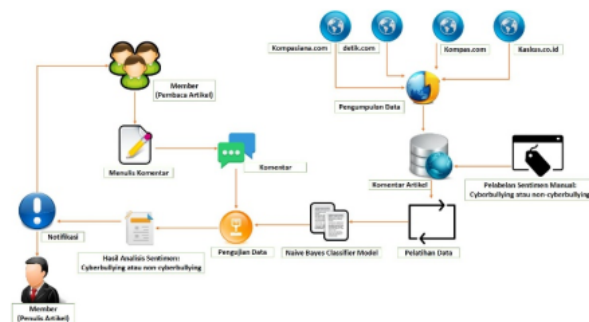 Kompasiana.com
detik.com
Kompas.com
Kaskus.co.id
Member
(Pembaca Artikel)
Pengumpulan Data
Menulis Komentar
Komentar
Komentar Artikel
Pelabelan Sentimen Manual:
Cyberbullying atau non-cyberbullying
Notifikasi
Hasil Analisis Sentimen:
Cyberbullying atau non-cyberbullying
Pengujian Data
Naive Bayes Classifier Model
Pelatihan Data
Member
(Penulis Artikel)